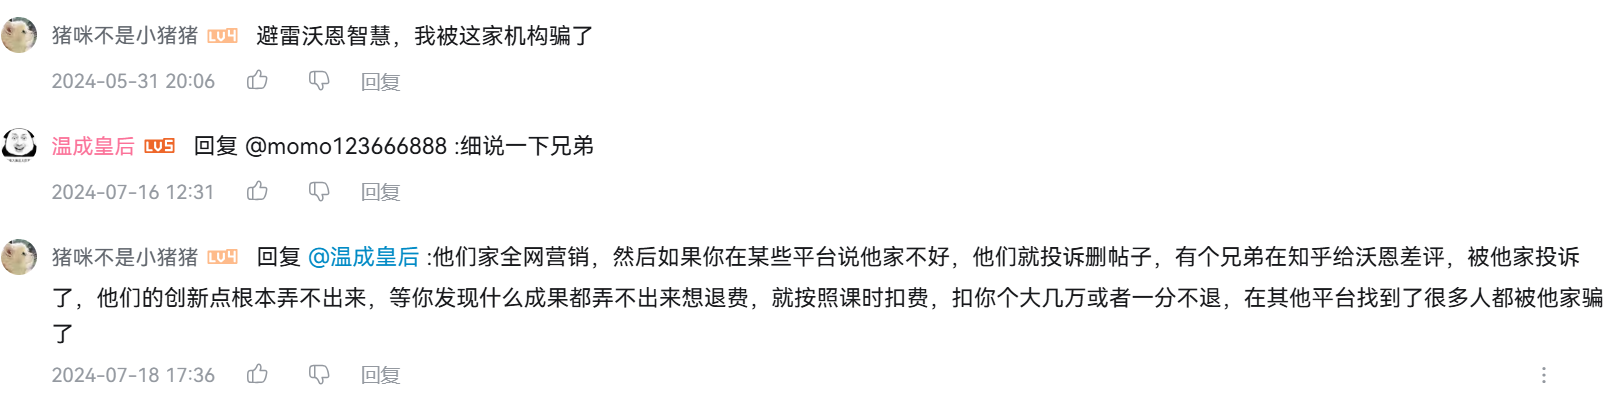 猪咪不是小猪猪 LV4 避雷沃恩智慧，我被这家机构骗了
2024-05-31 20:06 回复
温成皇后 LV5 回复 @momo123666888 :细说一下兄弟
2024-07-16 12:31 回复
猪咪不是小猪猪 LV4 回复 @温成皇后 :他们家全网营销，然后如果你在某些平台说他家不好，他们就投诉删帖子，有个兄弟在知乎给沃恩差评，被他家投诉
了，他们的创新点根本弄不出来，等你发现什么成果都弄不出来想退费，就按照课时扣费，扣你个大几万或者一分不退，在其他平台找到了很多人都被他家骗
了
2024-07-18 17:36 回复